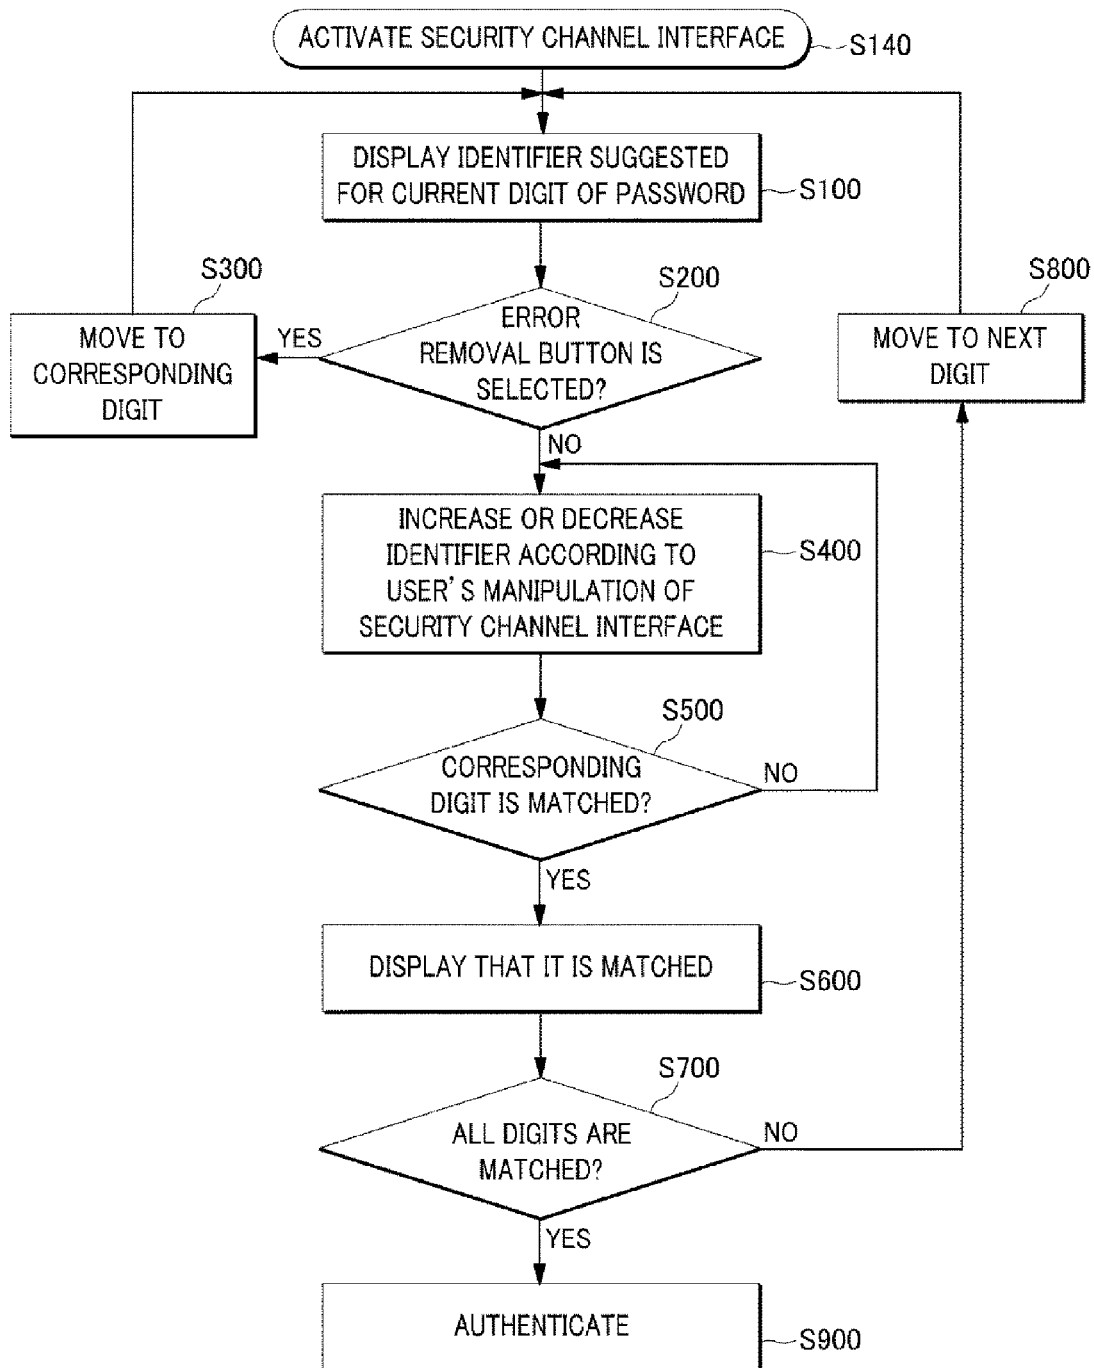 ACTIVATE SECURITY CHANNEL INTERFACE
S140
DISPLAY IDENTIFIER SUGGESTED
FOR CURRENT DIGIT OF PASSWORD
S100
S300
S200
S800
MOVE TO
CORRESPONDING
DIGIT
YES
ERROR
REMOVAL BUTTON IS
SELECTED?
MOVE TO NEXT
DIGIT
NO
INCREASE OR DECREASE
IDENTIFIER ACCORDING TO
USER'S MANIPULATION OF
SECURITY CHANNEL INTERFACE
S400
S500
CORRESPONDING
DIGIT IS MATCHED?
NO
YES
DISPLAY THAT IT IS MATCHED
S600
S700
ALL DIGITS ARE
MATCHED?
NO
YES
AUTHENTICATE
S900